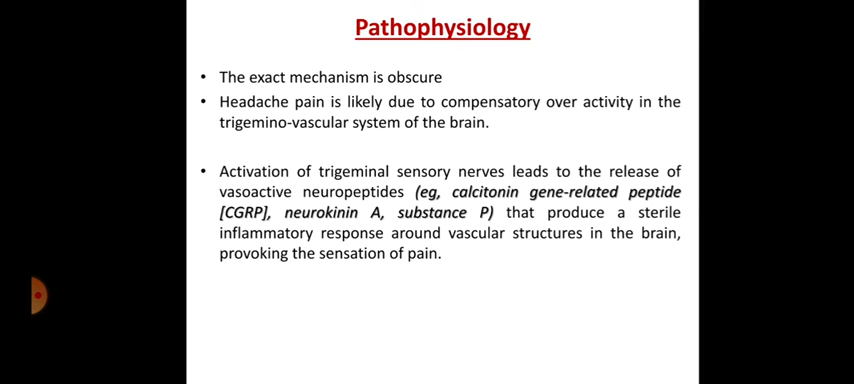 Pathophysiology
• The exact mechanism is obscure
• Headache pain is likely due to compensatory over activity in the
trigemino-vascular system of the brain.
• Activation of trigeminal sensory nerves leads to the release of
vasoactive neuropeptides (eg, calcitonin gene-related peptide
[CGRP], neurokinin A, substance P) that produce a sterile
inflammatory response around vascular structures in the brain,
provoking the sensation of pain.